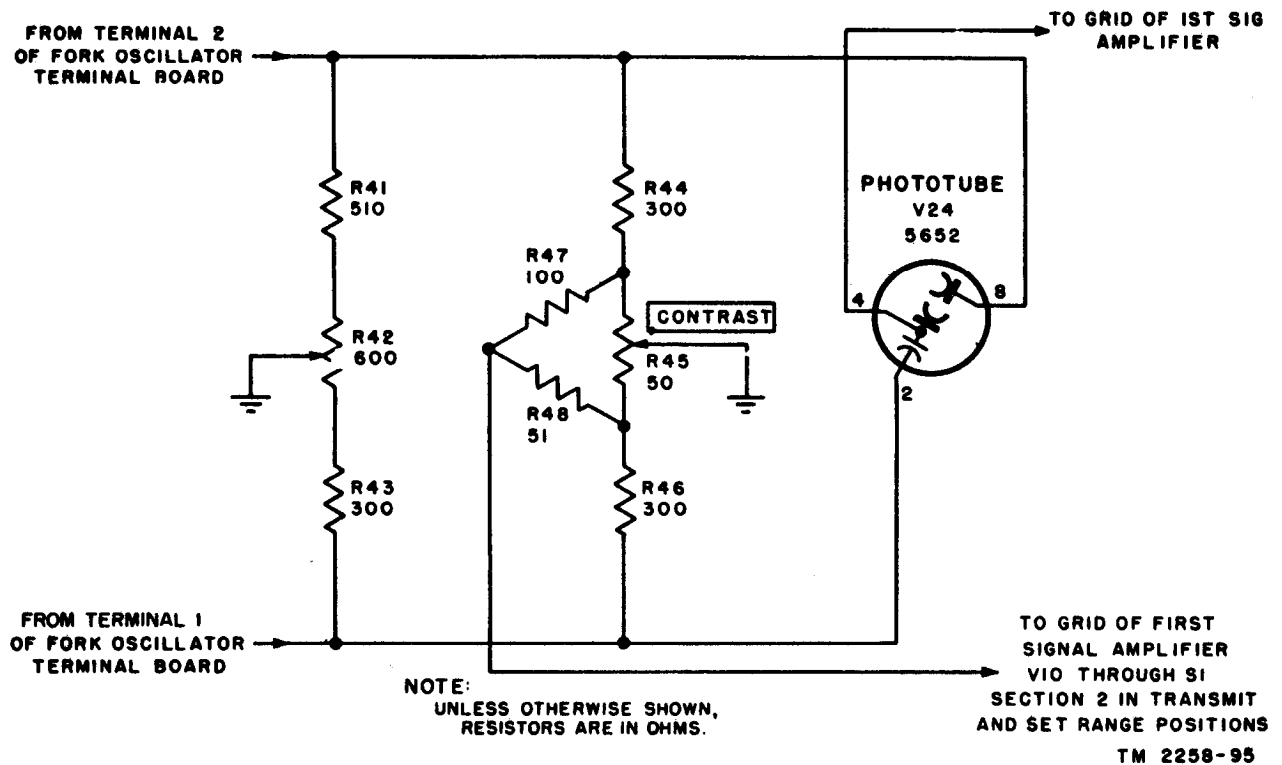 FROM TERMINAL 2
OF FORK OSCILLATOR
TERMINAL BOARD
TO GRID OF 1ST SIG
AMPLIFIER
R41
510
R44
300
PHOTOTUBE
V24
5652
R47
100
4
8
CONTRAST
R42
600
R45
50
R48
51
2
R43
300
R46
300
FROM TERMINAL 1
OF FORK OSCILLATOR
TERMINAL BOARD
TO GRID OF FIRST
SIGNAL AMPLIFIER
V10 THROUGH S1
SECTION 2 IN TRANSMIT
AND SET RANGE POSITIONS
NOTE:
UNLESS OTHERWISE SHOWN,
RESISTORS ARE IN OHMS.
TM 2258-95